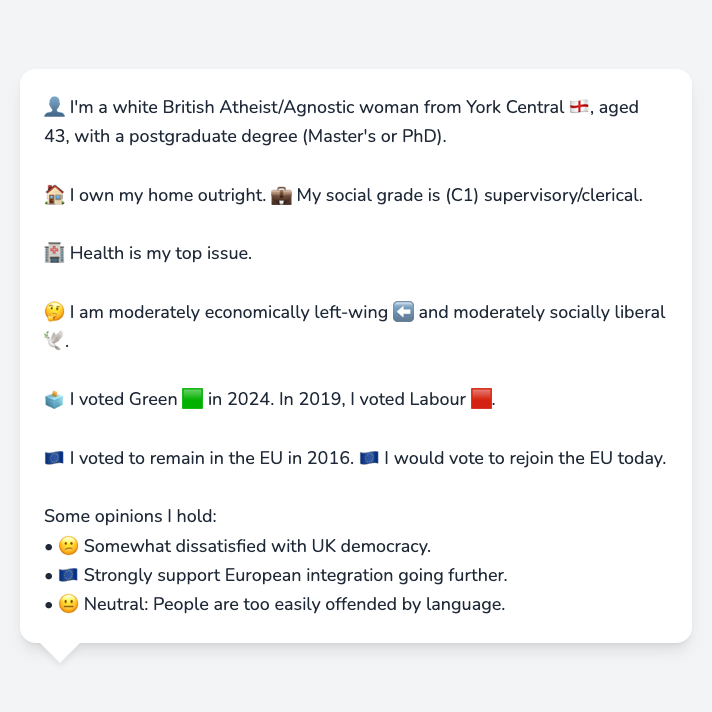 👤 I'm a white British Atheist/Agnostic woman from York Central 🏴󠁧󠁢󠁥󠁮󠁧󠁿, aged
43, with a postgraduate degree (Master's or PhD).
🏠 I own my home outright. 💼 My social grade is (C1) supervisory/clerical.
🏥 Health is my top issue.
🤔 I am moderately economically left-wing ⬅️ and moderately socially liberal
🕊️.
🗳️ I voted Green 🟩 in 2024. In 2019, I voted Labour 🟥.
🇪🇺 I voted to remain in the EU in 2016. 🇪🇺 I would vote to rejoin the EU today.
Some opinions I hold:
• 😕 Somewhat dissatisfied with UK democracy.
• 🇪🇺 Strongly support European integration going further.
• 😐 Neutral: People are too easily offended by language.